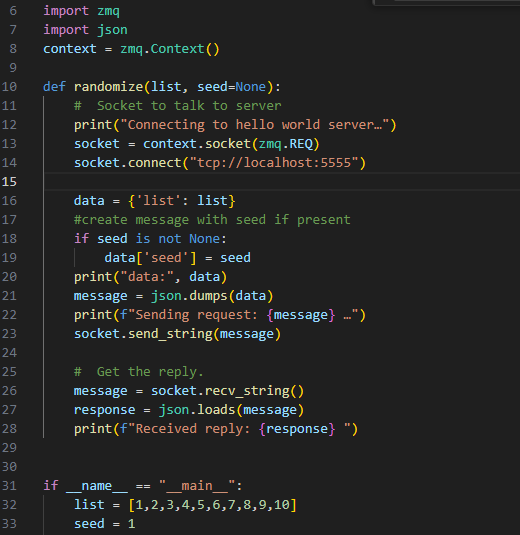 6 import zmq
7 import json
8 context = zmq.Context()
9
10 def randomize(list, seed=None):
11     #  Socket to talk to server
12     print("Connecting to hello world server…")
13     socket = context.socket(zmq.REQ)
14     socket.connect("tcp://localhost:5555")
15
16     data = {'list': list}
17     #create message with seed if present
18     if seed is not None:
19         data['seed'] = seed
20     print("data:", data)
21     message = json.dumps(data)
22     print(f"Sending request: {message} …")
23     socket.send_string(message)
24
25     #  Get the reply.
26     message = socket.recv_string()
27     response = json.loads(message)
28     print(f"Received reply: {response} ")
29
30
31 if __name__ == "__main__":
32     list = [1,2,3,4,5,6,7,8,9,10]
33     seed = 1